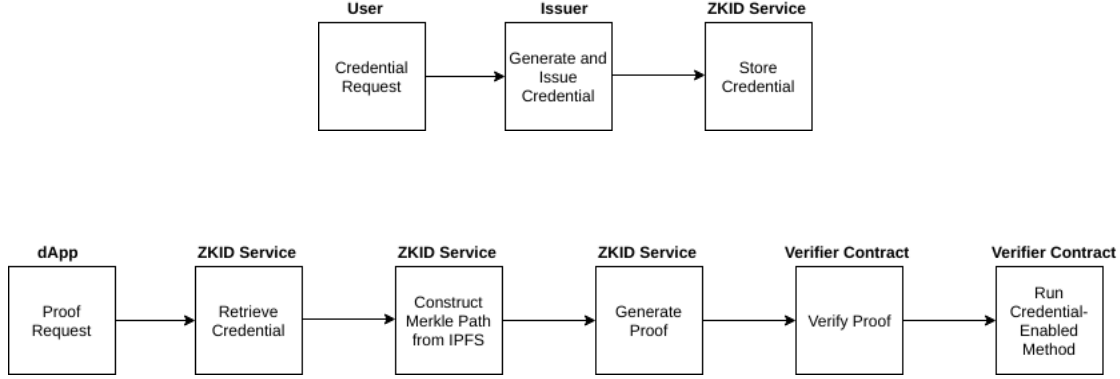 User
Issuer
ZKID Service
Credential
Request
Generate and
Issue
Credential
Store
Credential
dApp
ZKID Service
ZKID Service
ZKID Service
Verifier Contract
Verifier Contract
Proof
Request
Retrieve
Credential
Construct
Merkle Path
from IPFS
Generate
Proof
Verify Proof
Run
Credential-
Enabled
Method